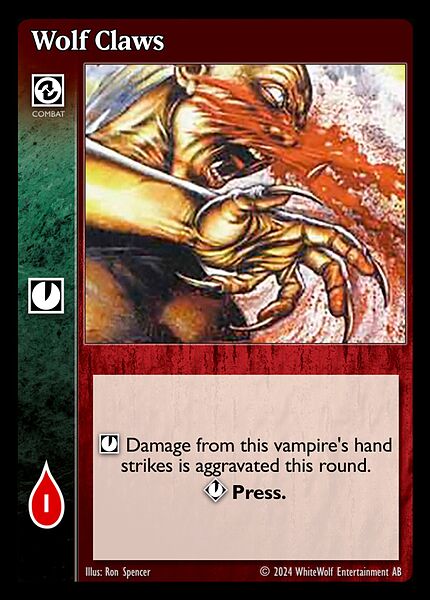 Wolf Claws
COMBAT
Damage from this vampire's hand
strikes is aggravated this round.
Press.
1
Illus: Ron Spencer
© 2024 WhiteWolf Entertainment AB